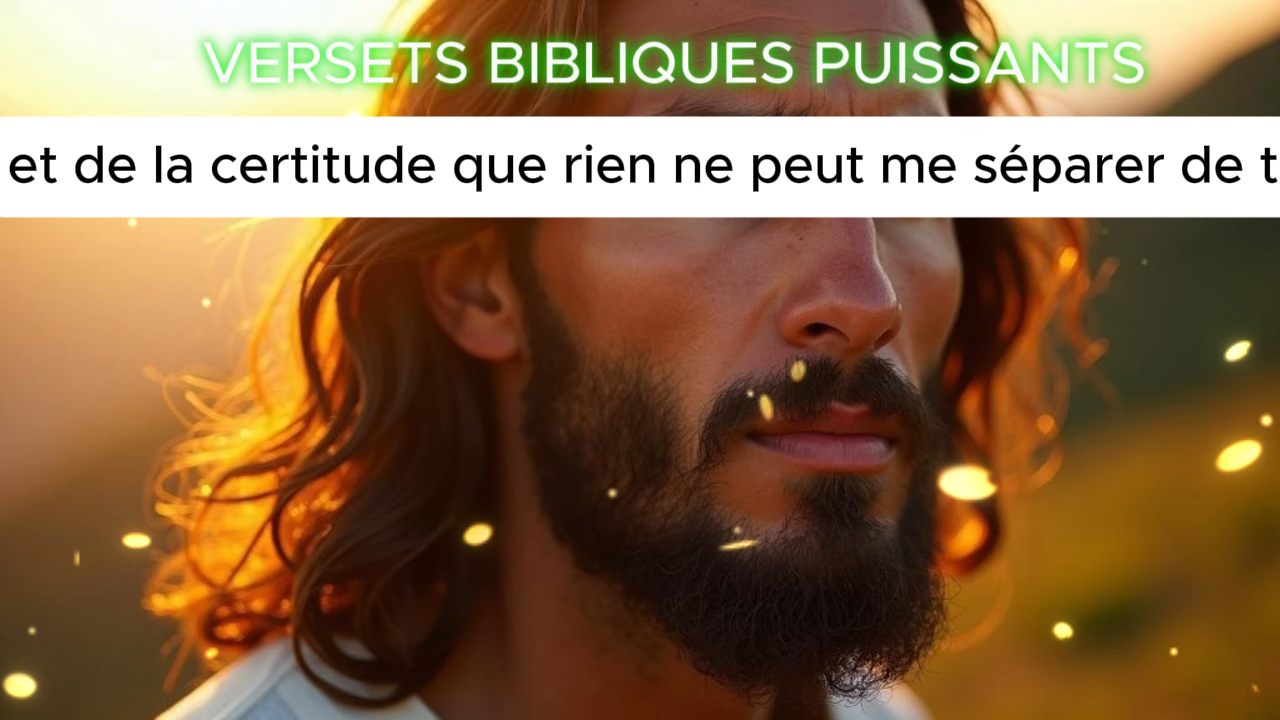 VERSETS BIBLIQUES PUISSANTS
et de la certitude que rien ne peut me séparer de